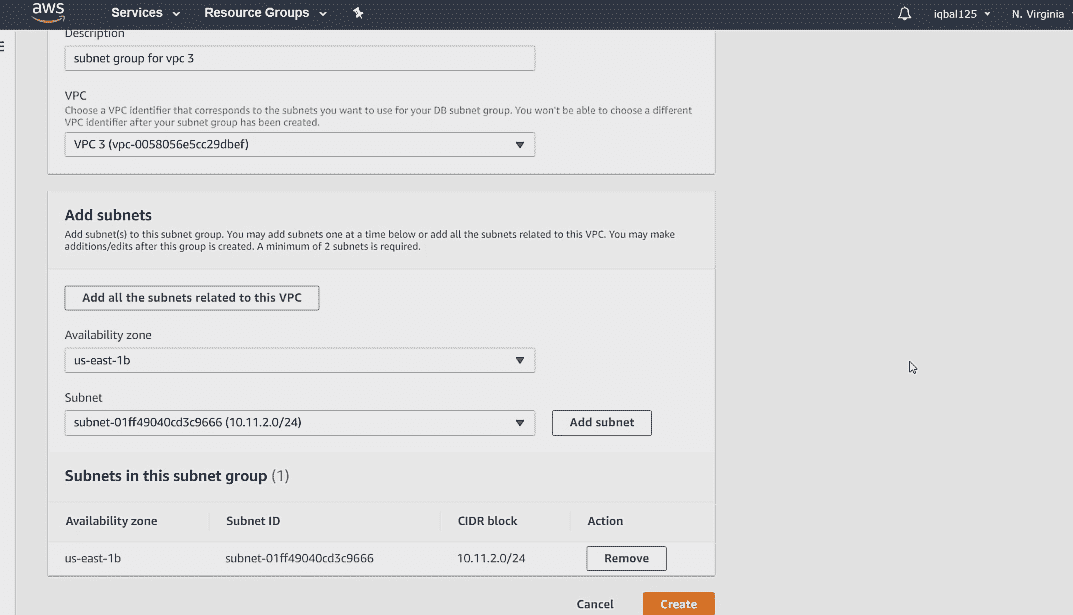 aws
Services Resource Groups iqbal125 N. Virginia
Description
subnet group for vpc 3
VPC
Choose a VPC identifier that corresponds to the subnets you want to use for your DB subnet group. You won't be able to choose a different
VPC identifier after your subnet group has been created.
VPC 3 (vpc-0058056e5cc29dbef)
Add subnets
Add subnet(s) to this subnet group. You may add subnets one at a time below or add all the subnets related to this VPC. You may make
additions/edits after this group is created. A minimum of 2 subnets is required.
Add all the subnets related to this VPC
Availability zone
us-east-1b
Subnet
subnet-01ff49040cd3c9666 (10.11.2.0/24) Add subnet
Subnets in this subnet group (1)
Availability zone Subnet ID CIDR block Action
us-east-1b subnet-01ff49040cd3c9666 10.11.2.0/24 Remove
Cancel Create